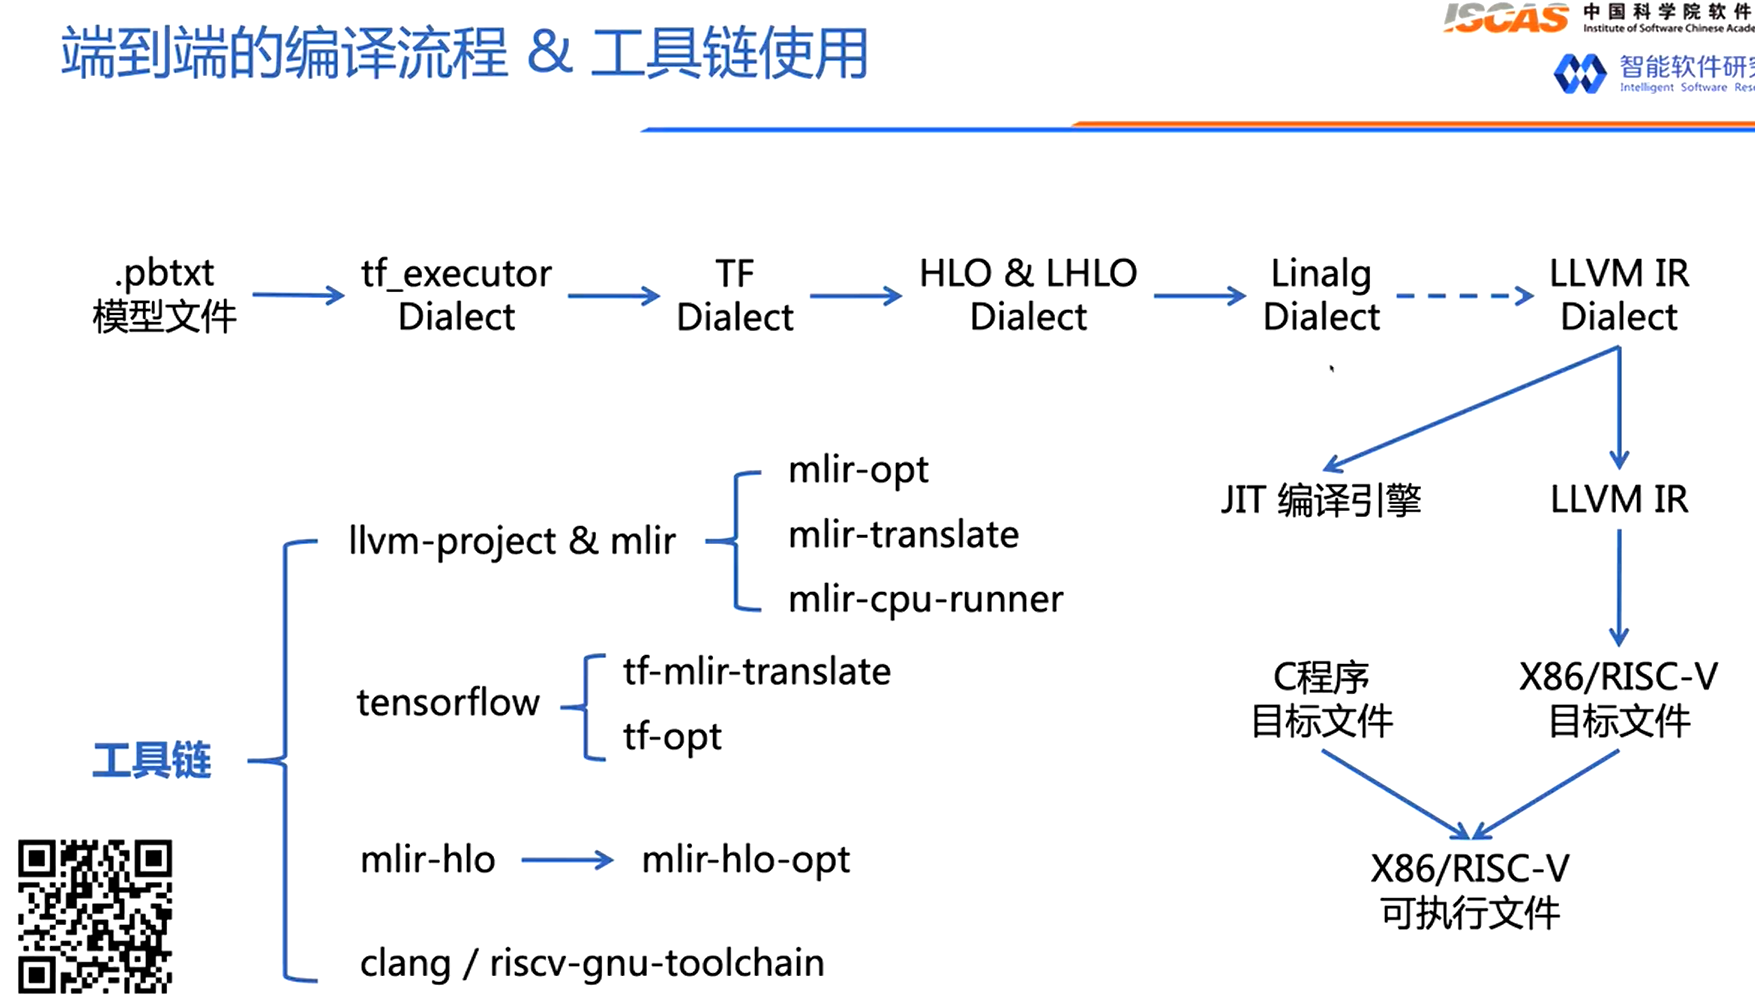 端到端的编译流程 & 工具链使用
ISCAS
中国科学院软件
Institute of Software Chinese Acade
智能软件研究
Intelligent Software Rese
.pbtxt
模型文件
tf_executor
Dialect
TF
Dialect
HLO & LHLO
Dialect
Linalg
Dialect
LLVM IR
Dialect
JIT 编译引擎
LLVM IR
C程序
目标文件
X86/RISC-V
目标文件
X86/RISC-V
可执行文件
工具链
llvm-project & mlir
mlir-opt
mlir-translate
mlir-cpu-runner
tensorflow
tf-mlir-translate
tf-opt
mlir-hlo
mlir-hlo-opt
clang / riscv-gnu-toolchain